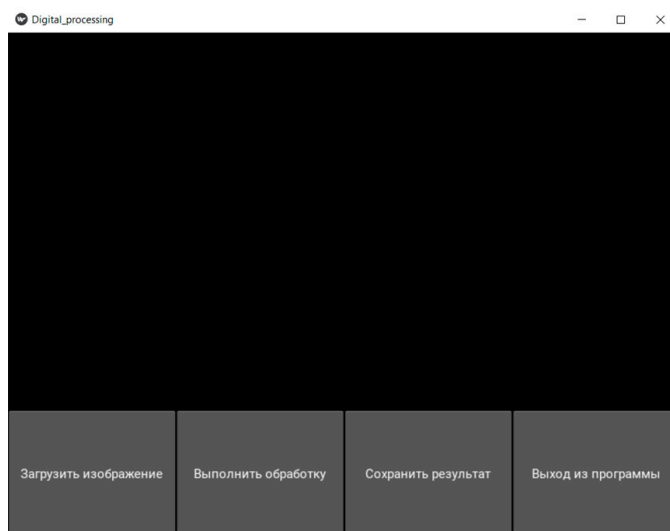 Digital_processing
Загрузить изображение
Выполнить обработку
Сохранить результат
Выход из программы